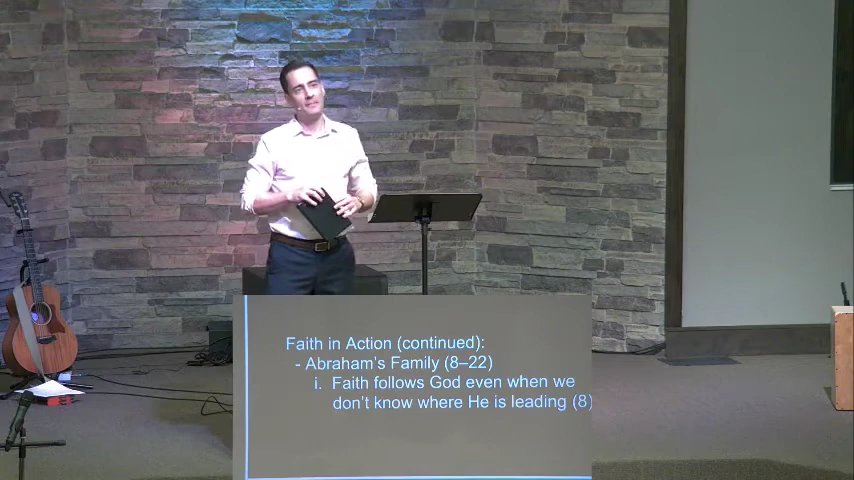 Faith in Action (continued):
- Abraham's Family (8–22)
i. Faith follows God even when we
don't know where He is leading (8)